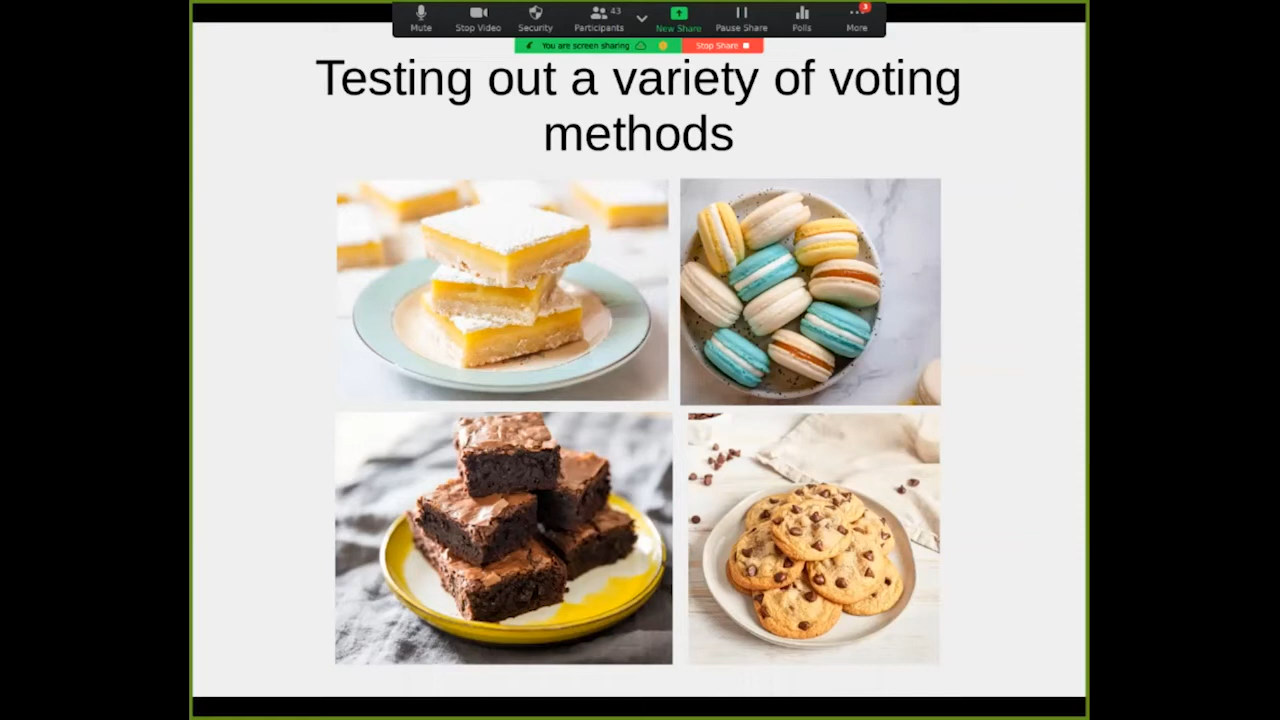 43
3
Mute
Stop Video
Security
Participants
New Share
Pause Share
Polls
More
You are screen sharing
Stop Share
Testing out a variety of voting
methods